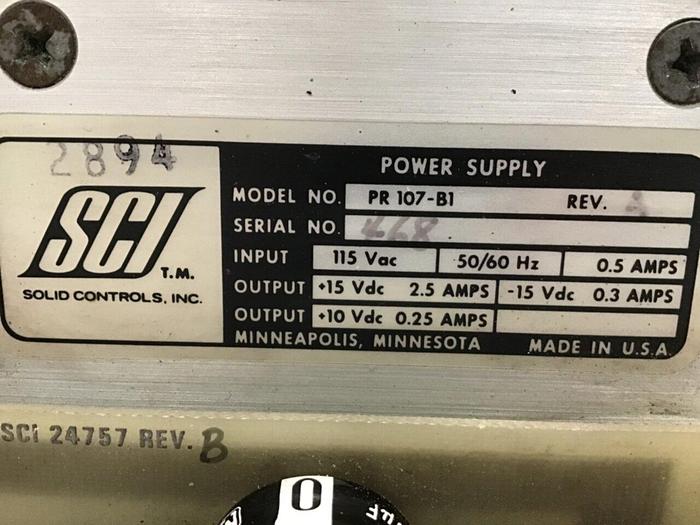 2894
POWER SUPPLY
MODEL NO. PR 107-B1 REV. A
SERIAL NO. 468
SCI T.M.
SOLID CONTROLS, INC.
INPUT 115 Vac 50/60 Hz 0.5 AMPS
OUTPUT +15 Vdc 2.5 AMPS -15 Vdc 0.3 AMPS
OUTPUT +10 Vdc 0.25 AMPS
MINNEAPOLIS, MINNESOTA MADE IN U.S.A.
SCI 24757 REV. B
0